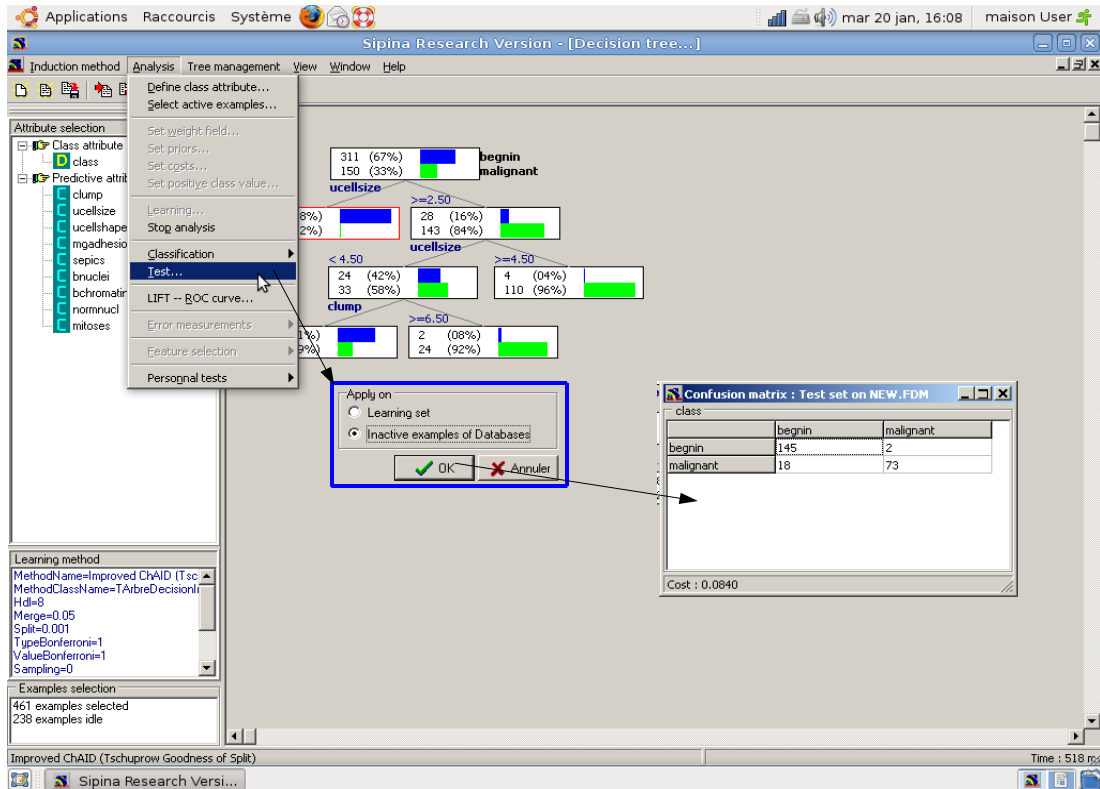 Applications Raccourcis Système
mar 20 jan, 16:08 maison User
Sipina Research Version - [Decision tree...]
Induction method Analysis Tree management View Window Help
Define class attribute...
Select active examples...
Set weight field...
Set priors...
Set costs...
Set positive class value...
Learning...
Stop analysis
Classification
Test...
LIFT -- ROC curve...
Error measurements
Feature selection
Personnal tests
Attribute selection
Class attribute
D class
Predictive attrib
C clump
C ucellsize
C ucellshape
C mgadhesio
C sepics
C bnuclei
C bchromatin
C normnucl
C mitoses
311 (67%) begnin
150 (33%) malignant
ucellsize
>=2.50
8%)
2%)
28 (16%)
143 (84%)
ucellsize
< 4.50
>=4.50
24 (42%)
33 (58%)
4 (04%)
110 (96%)
clump
>=6.50
1%)
9%)
2 (08%)
24 (92%)
Apply on
Learning set
Inactive examples of Databases
OK
Annuler
Confusion matrix : Test set on NEW.FDM
class
begnin malignant
begnin 145 2
malignant 18 73
Cost : 0.0840
Learning method
MethodName=Improved ChAID (Tsc
MethodClassName=TArbreDecisionI
Hdl=8
Merge=0.05
Split=0.001
TypeBonferroni=1
ValueBonferroni=1
Sampling=0
Examples selection
461 examples selected
238 examples idle
Improved ChAID (Tschuprow Goodness of Split)
Time : 518 ms
Sipina Research Versi...